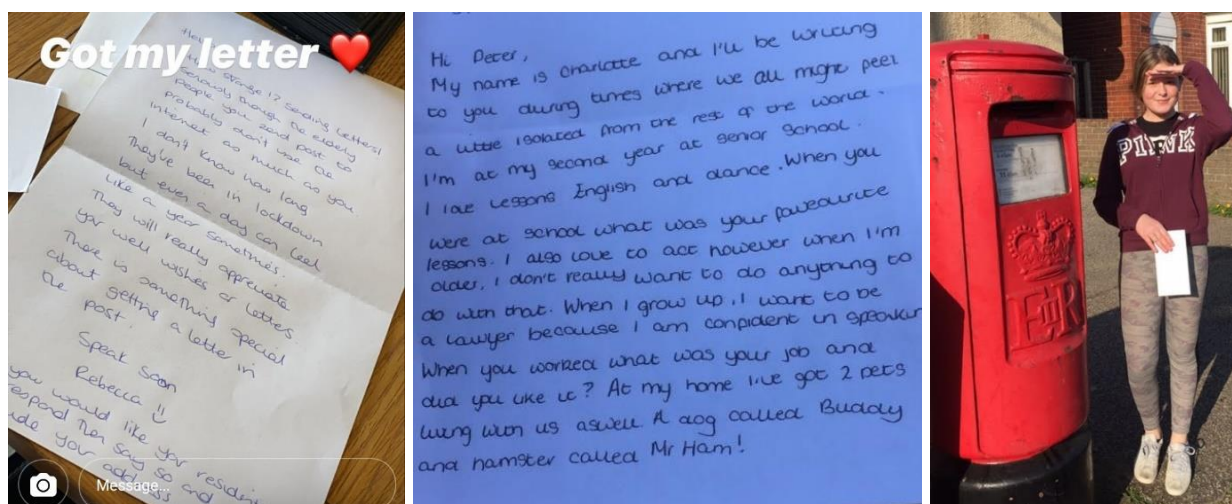 Got my letter ❤️
Hey
strange!? Sending letters!
Seriously though the elderly
people you send post to
probably don't use the
internet as much as you
I don't know how long
They've been in lockdown
but even a day can feel
like a year sometimes.
They will really appreciate
your well wishes or letters.
There is something special
about getting a letter in
the post.
Speak soon
Rebecca
you would like your resident
respond then say so and
your address
Message...
Hi Peter,
My name is Charlotte and I'll be writing
to you during times where we all might feel
a little isolated from the rest of the world.
I'm at my second year at senior school.
I love lessons English and dance. When you
were at school what was your favourite
lessons. I also love to act however when I'm
older, I don't really want to do anything to
do with that. When I grow up, I want to be
a lawyer because I am confident in speakin
When you worked what was your job and
did you like it? At my home I've got 2 pets
living with us aswell A dog called Buddy
and hamster called Mr Ham!
PINK
EIIR